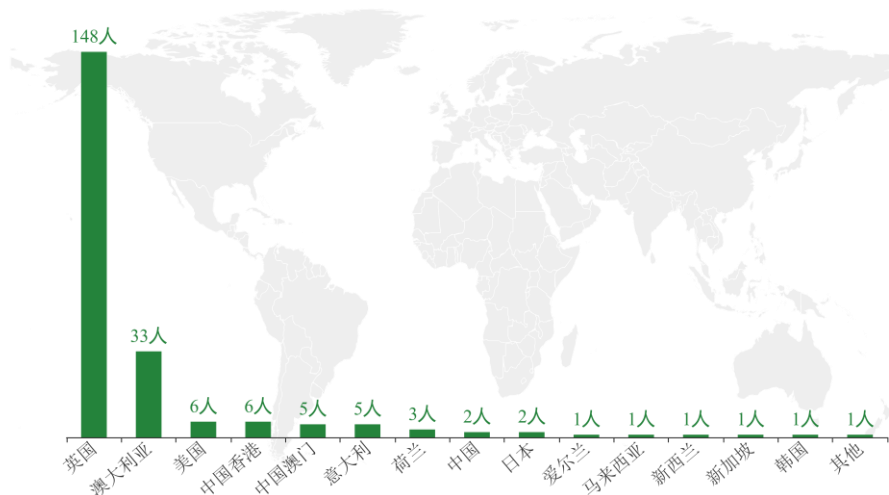 148人
33人
6人
6人
5人
5人
3人
2人
2人
1人
1人
1人
1人
1人
1人
英国
澳大利亚
美国
中国香港
中国澳门
意大利
荷兰
中国
日本
爱尔兰
马来西亚
新西兰
新加坡
韩国
其他